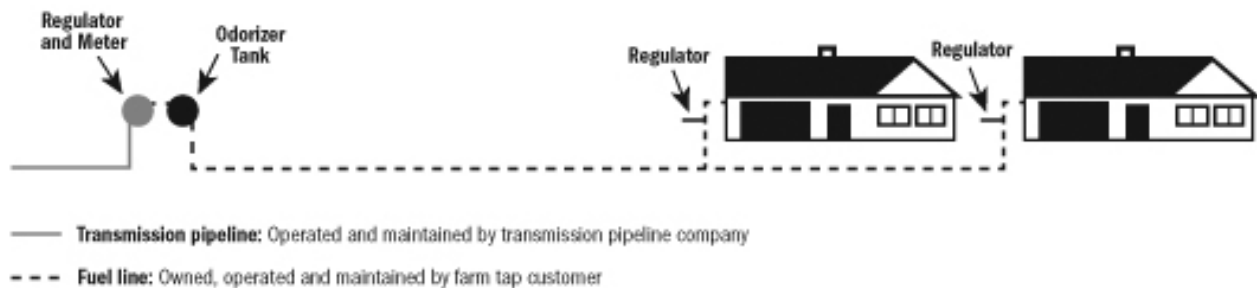 Regulator
and Meter
Odorizer
Tank
Regulator
Regulator
Transmission pipeline: Operated and maintained by transmission pipeline company
Fuel line: Owned, operated and maintained by farm tap customer